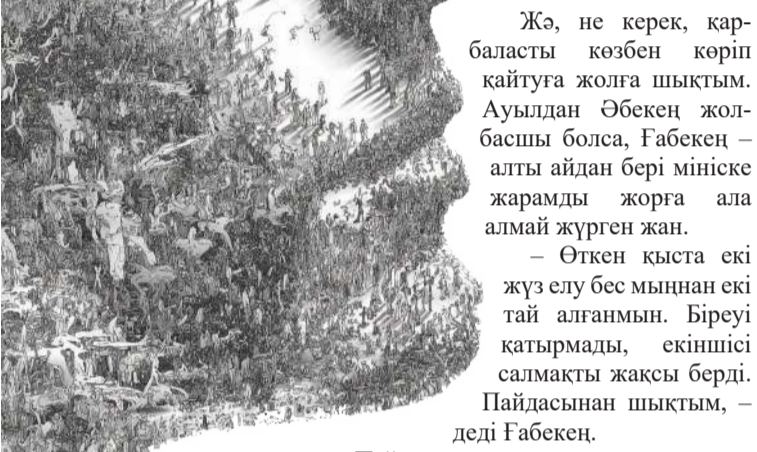 Жә, не керек, қар-
баласты көзбен көріп
қайтуға жолға шықтым.
Ауылдан Әбекең жол-
басшы болса, Ғабекең –
алты айдан бері мініске
жарамды жорға ала
алмай жүрген жан.
– Өткен қыста екі
жүз елу бес мыңнан екі
тай алғанмын. Біреуі
қатырмады, екіншісі
салмақты жақсы берді.
Пайдасынан шықтым, –
деді Ғабекең.